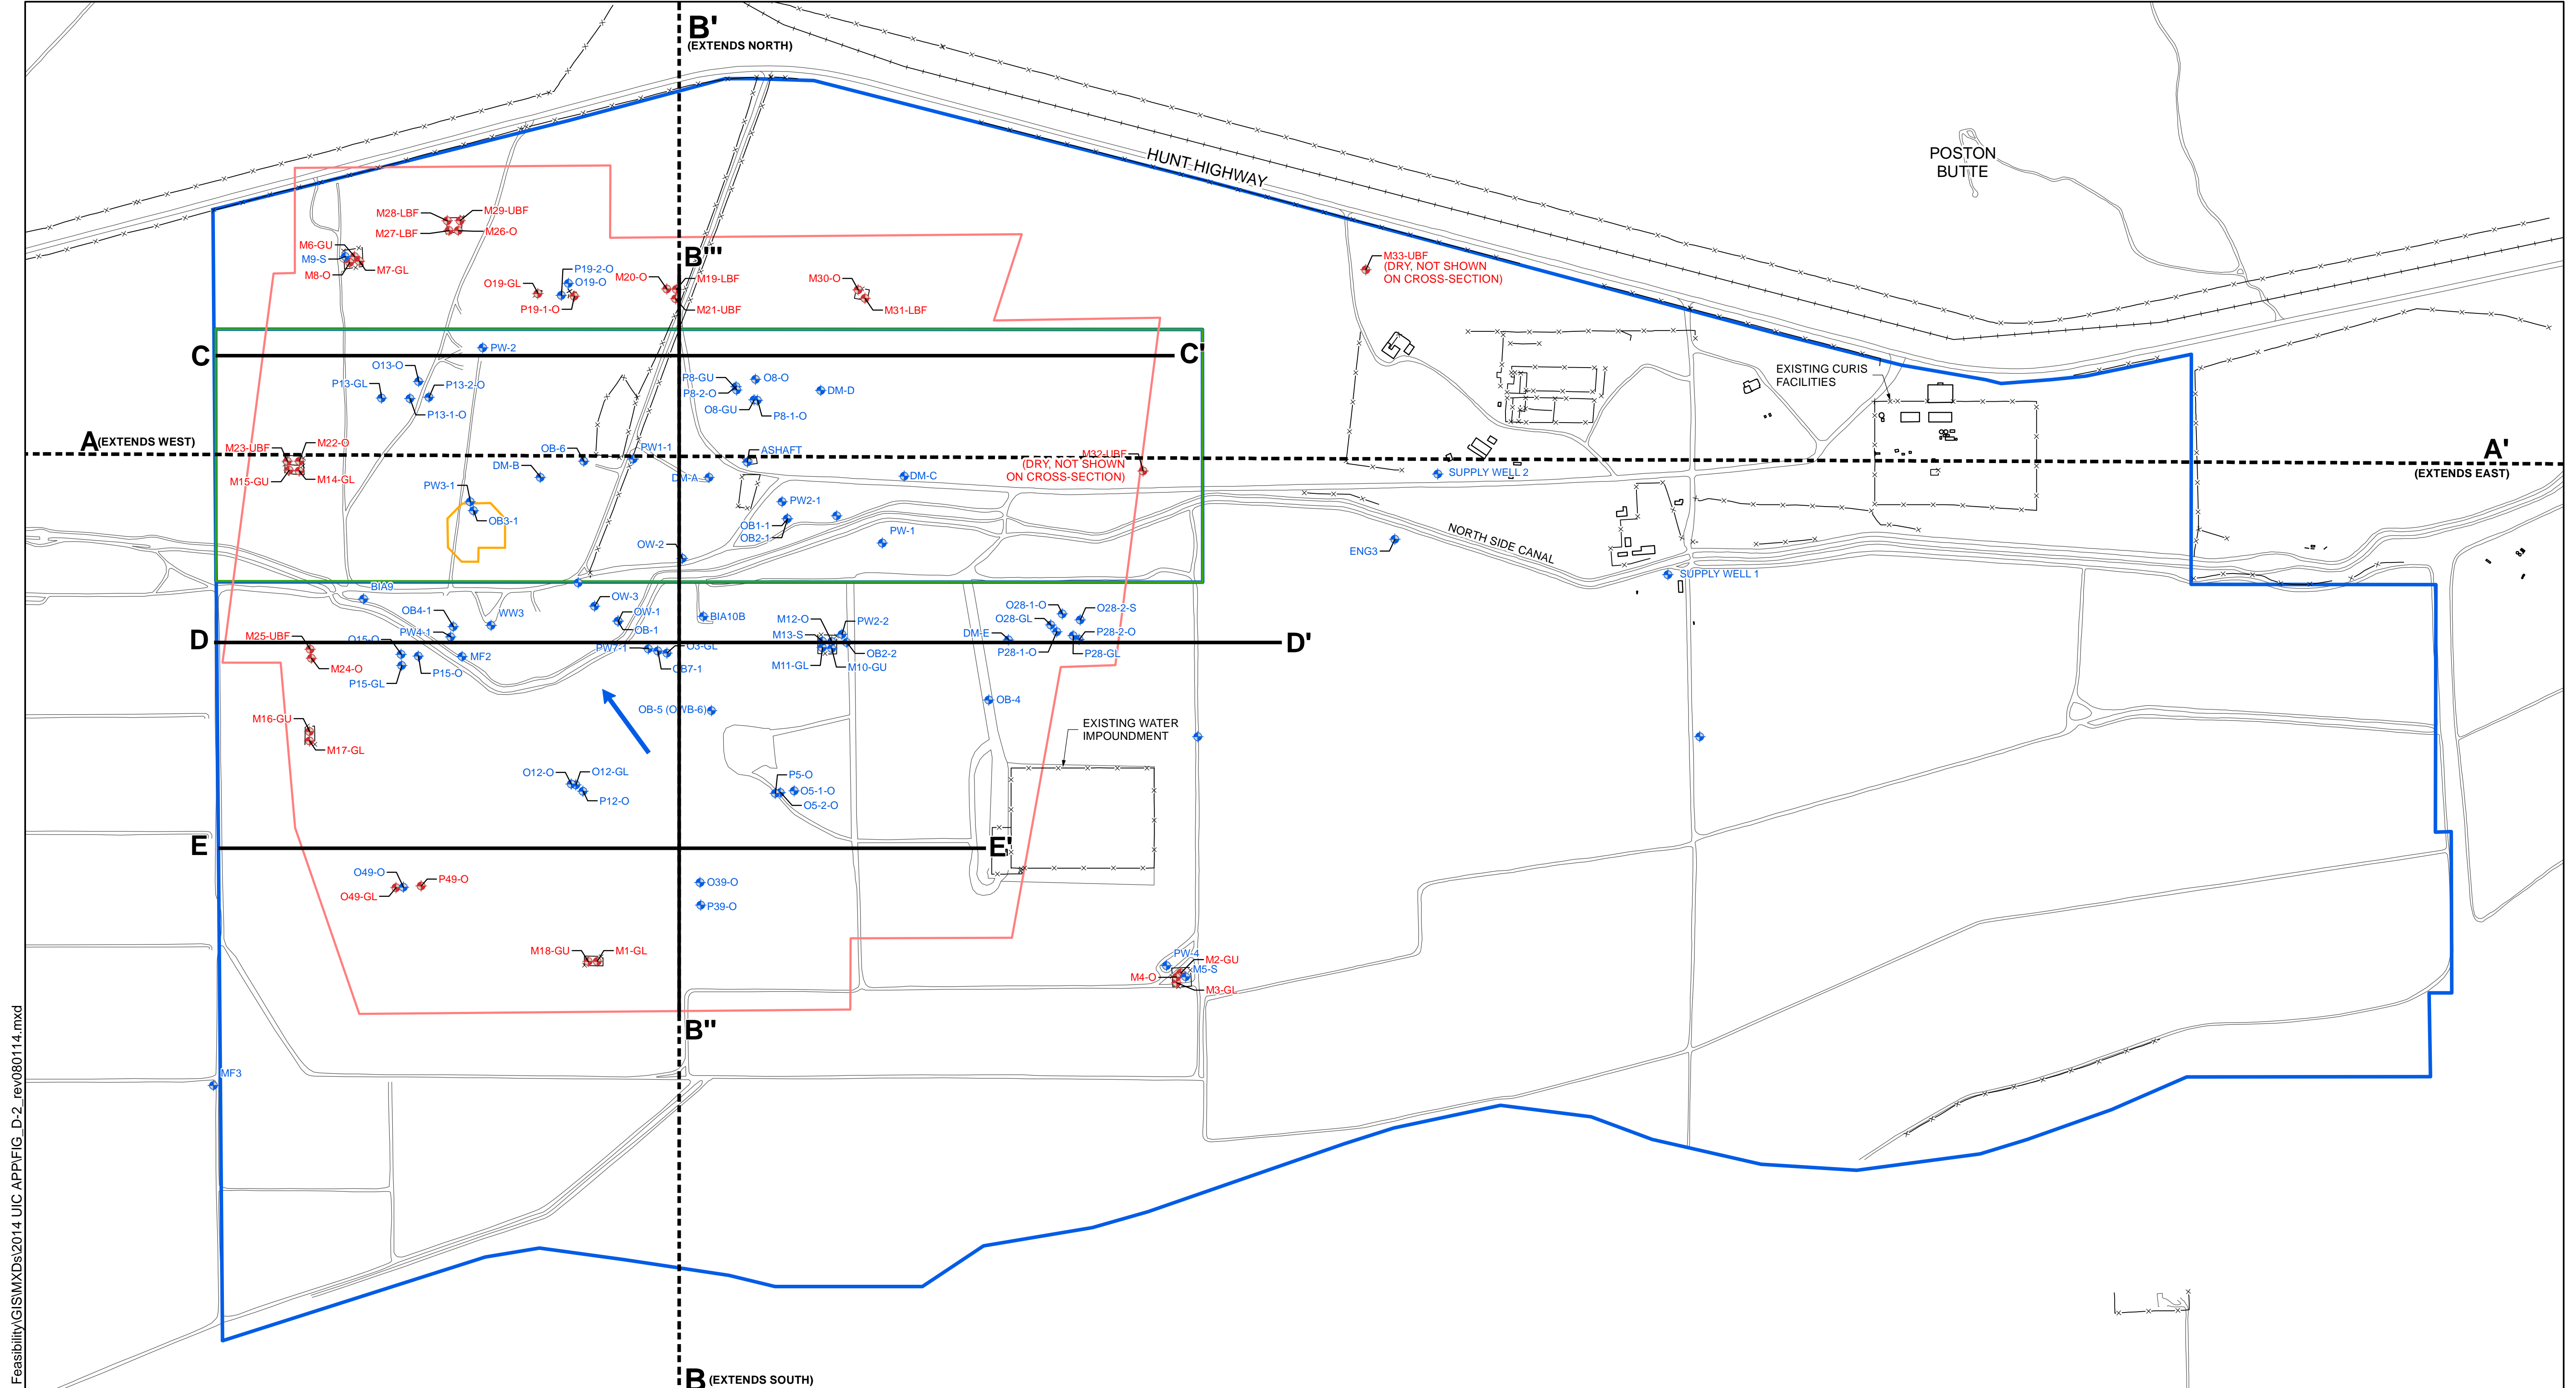 B'
(EXTENDS NORTH)
HUNT HIGHWAY
POSTON
BUTTE
M28-LBF
M29-UBF
M27-LBF
M26-O
M6-GU
M9-S
M8-O
M7-GL
B'''
P19-2-O
O19-O
O19-GL
P19-1-O
M20-O
M19-LBF
M21-UBF
M30-O
M31-LBF
M33-UBF
(DRY, NOT SHOWN
ON CROSS-SECTION)
C
C'
PW-2
O13-O
P13-GL
P13-2-O
P13-1-O
P8-GU
O8-O
P8-2-O
DM-D
O8-GU
P8-1-O
EXISTING CURIS
FACILITIES
A
(EXTENDS WEST)
A'
(EXTENDS EAST)
M23-UBF
M22-O
M15-GU
M14-GL
OB-6
PW1-1
ASHAFT
DM-B
DM-A
DM-C
M32-UBF
(DRY, NOT SHOWN
ON CROSS-SECTION)
SUPPLY WELL 2
PW3-1
OB3-1
PW2-1
OB1-1
OB2-1
PW-1
OW-2
NORTH SIDE CANAL
ENG3
SUPPLY WELL 1
BIA9
OB4-1
WW3
PW4-1
OW-3
OW-1
OB-1
BIA10B
M12-O
PW2-2
M13-S
OB2-2
M11-GL
M10-GU
O28-1-O
O28-2-S
O28-GL
P28-2-O
DM-E
P28-1-O
P28-GL
D
D'
M25-UBF
M24-O
O15-O
MF2
P15-O
P15-GL
PW7-1
O3-GL
OB7-1
OB-4
OB-5 (OWB-6)
M16-GU
M17-GL
EXISTING WATER
IMPOUNDMENT
O12-O
O12-GL
P12-O
P5-O
O5-1-O
O5-2-O
E
E'
O49-O
P49-O
O49-GL
O39-O
P39-O
M18-GU
M1-GL
PW-4
M2-GU
M5-S
M4-O
M3-GL
B''
MF3
B
(EXTENDS SOUTH)
Feasibility\GIS\MXDs\2014 UIC APP\FIG_D-2_rev080114.mxd